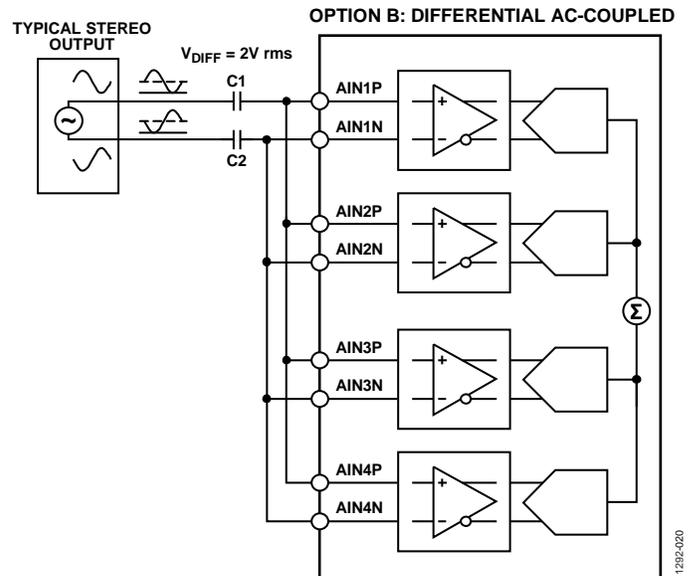 OPTION B: DIFFERENTIAL AC-COUPLED
TYPICAL STEREO
OUTPUT
VDIFF = 2V rms
C1
C2
~
AIN1P
AIN1N
+
−
AIN2P
AIN2N
+
−
Σ
AIN3P
AIN3N
+
−
AIN4P
AIN4N
+
−
1292-020